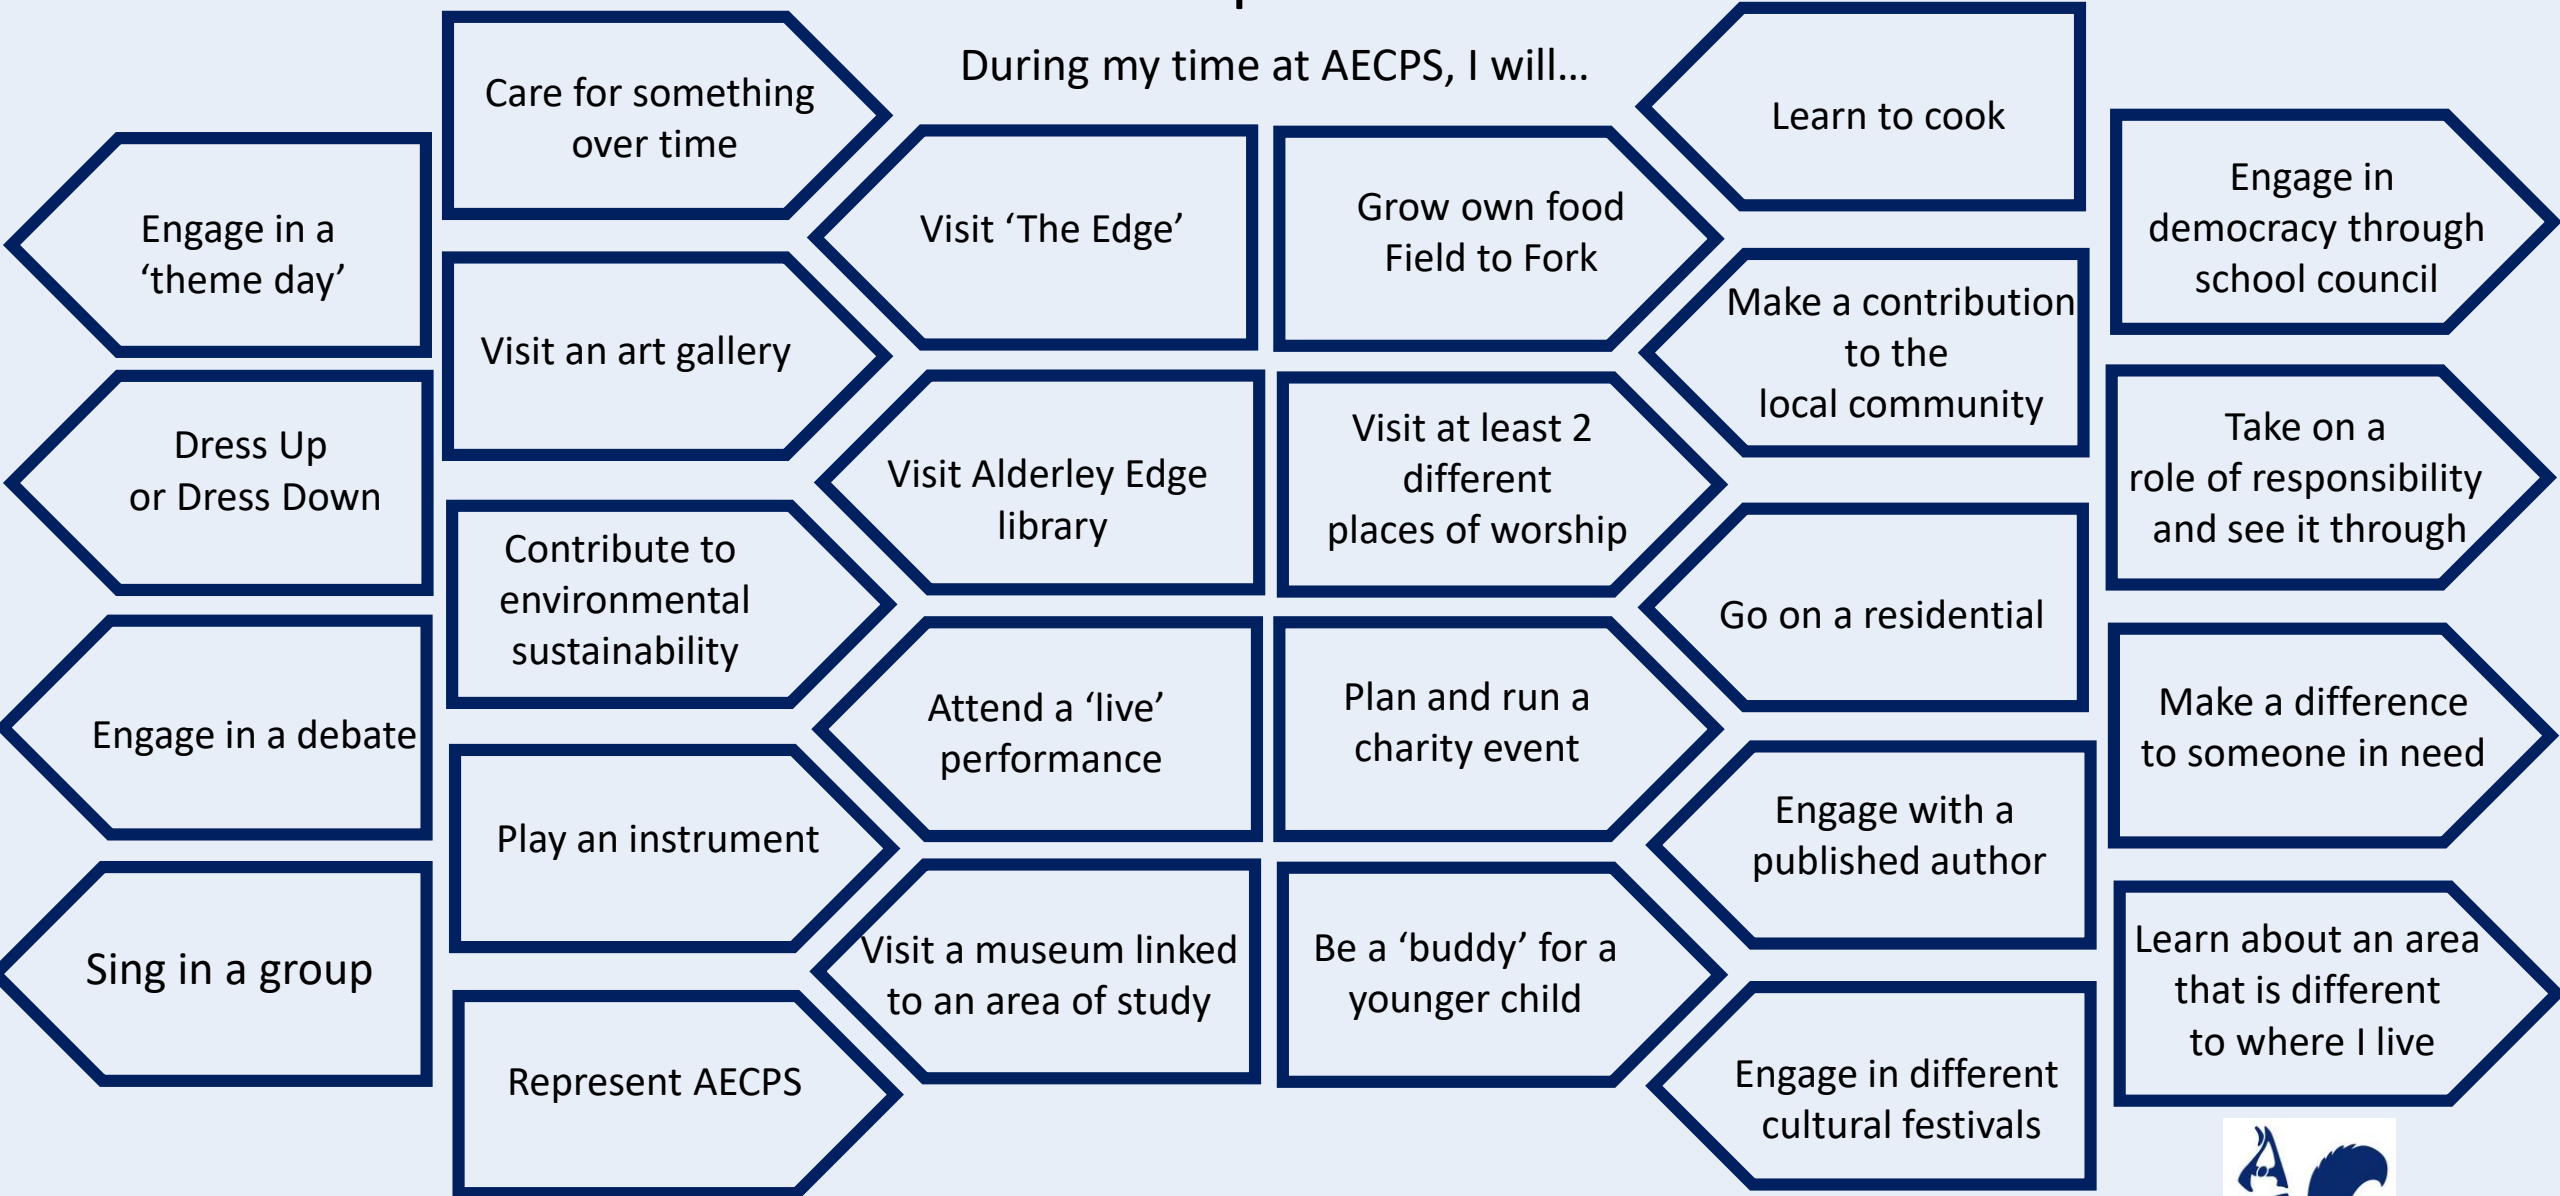 During my time at AECPS, I will...
Engage in a
‘theme day’
Dress Up
or Dress Down
Engage in a debate
Sing in a group
Care for something
over time
Visit an art gallery
Contribute to
environmental
sustainability
Play an instrument
Represent AECPS
Visit ‘The Edge’
Visit Alderley Edge
library
Attend a ‘live’
performance
Visit a museum linked
to an area of study
Grow own food
Field to Fork
Visit at least 2
different
places of worship
Plan and run a
charity event
Be a ‘buddy’ for a
younger child
Learn to cook
Make a contribution
to the
local community
Go on a residential
Engage with a
published author
Engage in different
cultural festivals
Engage in
democracy through
school council
Take on a
role of responsibility
and see it through
Make a difference
to someone in need
Learn about an area
that is different
to where I live